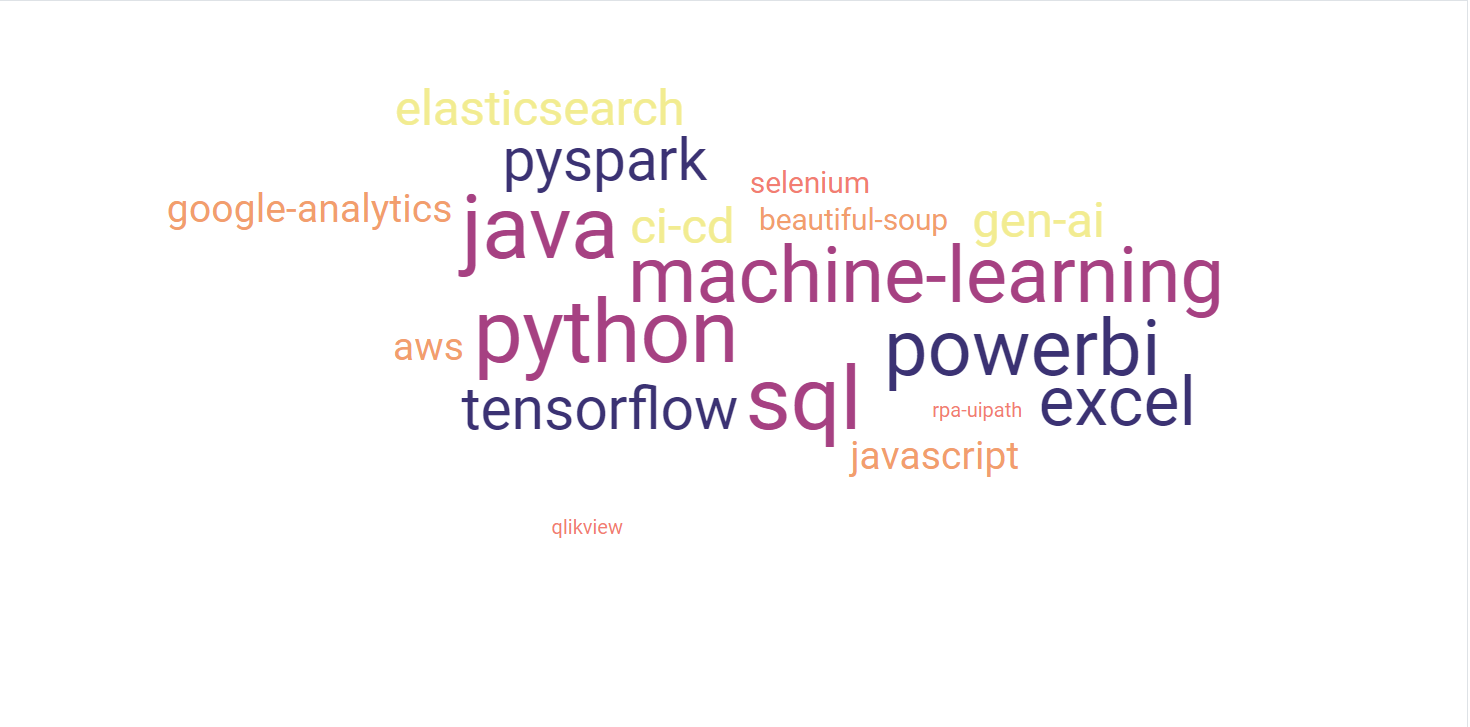 elasticsearch
pyspark
selenium
google-analytics
java
ci-cd
beautiful-soup
gen-ai
machine-learning
python
aws
powerbi
tensorflow
sql
rpa-uipath
excel
javascript
qlikview